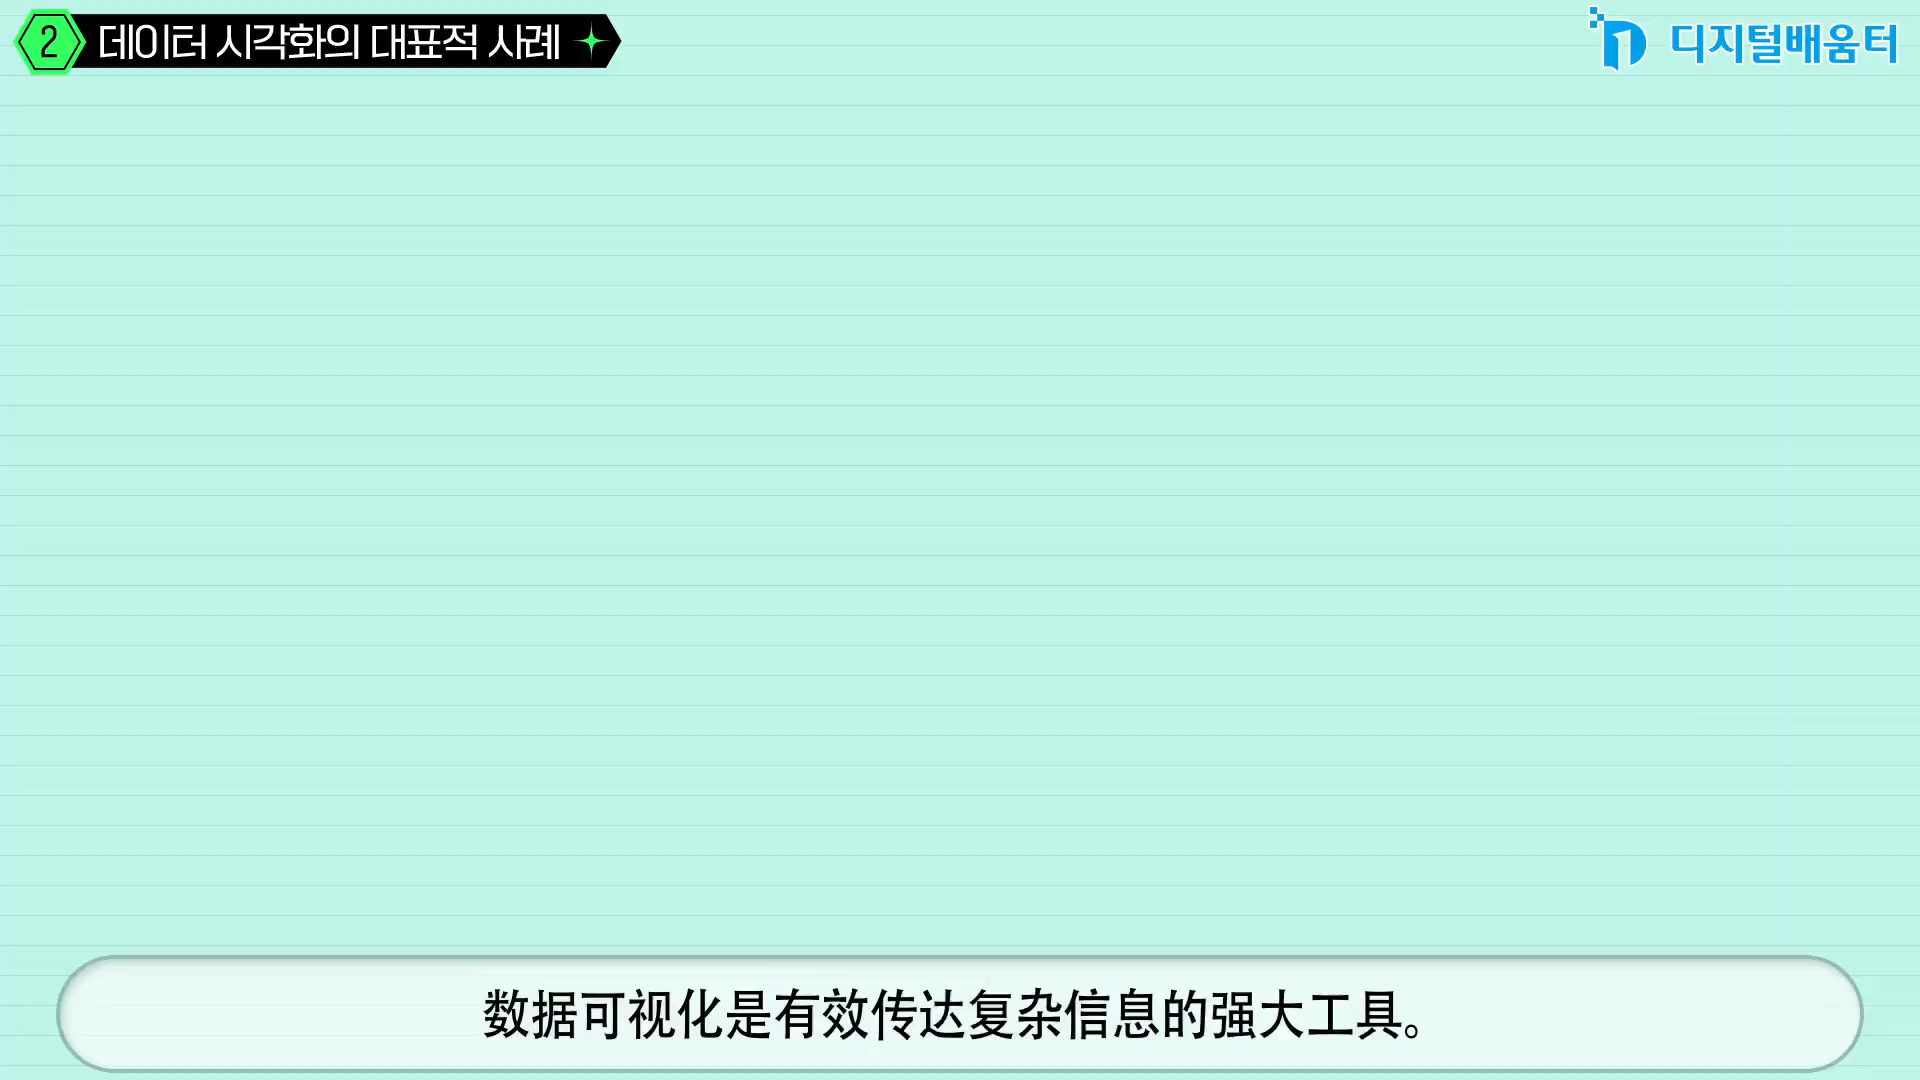 2 데이터 시각화의 대표적 사례
디지털배움터
数据可视化是有效传达复杂信息的强大工具。